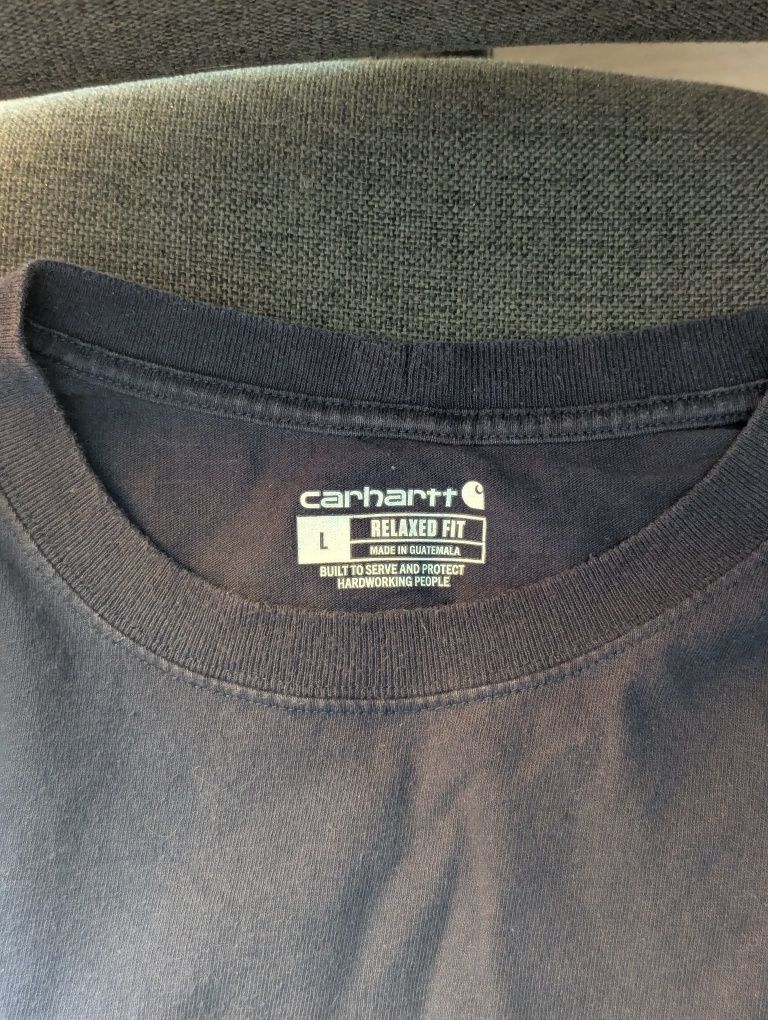 carhartt
L
RELAXED FIT
MADE IN GUATEMALA
BUILT TO SERVE AND PROTECT
HARDWORKING PEOPLE